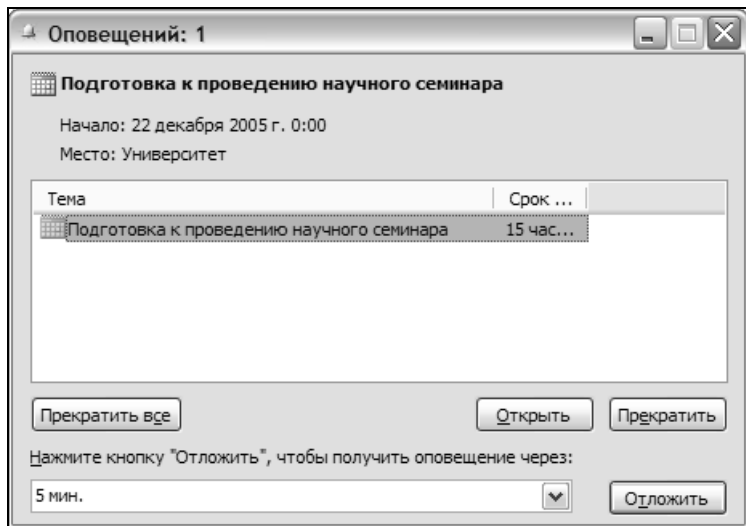 Оповещений: 1
Подготовка к проведению научного семинара
Начало: 22 декабря 2005 г. 0:00
Место: Университет
Тема Срок ...
Подготовка к проведению научного семинара 15 час...
Прекратить все Открыть Прекратить
Нажмите кнопку "Отложить", чтобы получить оповещение через:
5 мин. Отложить